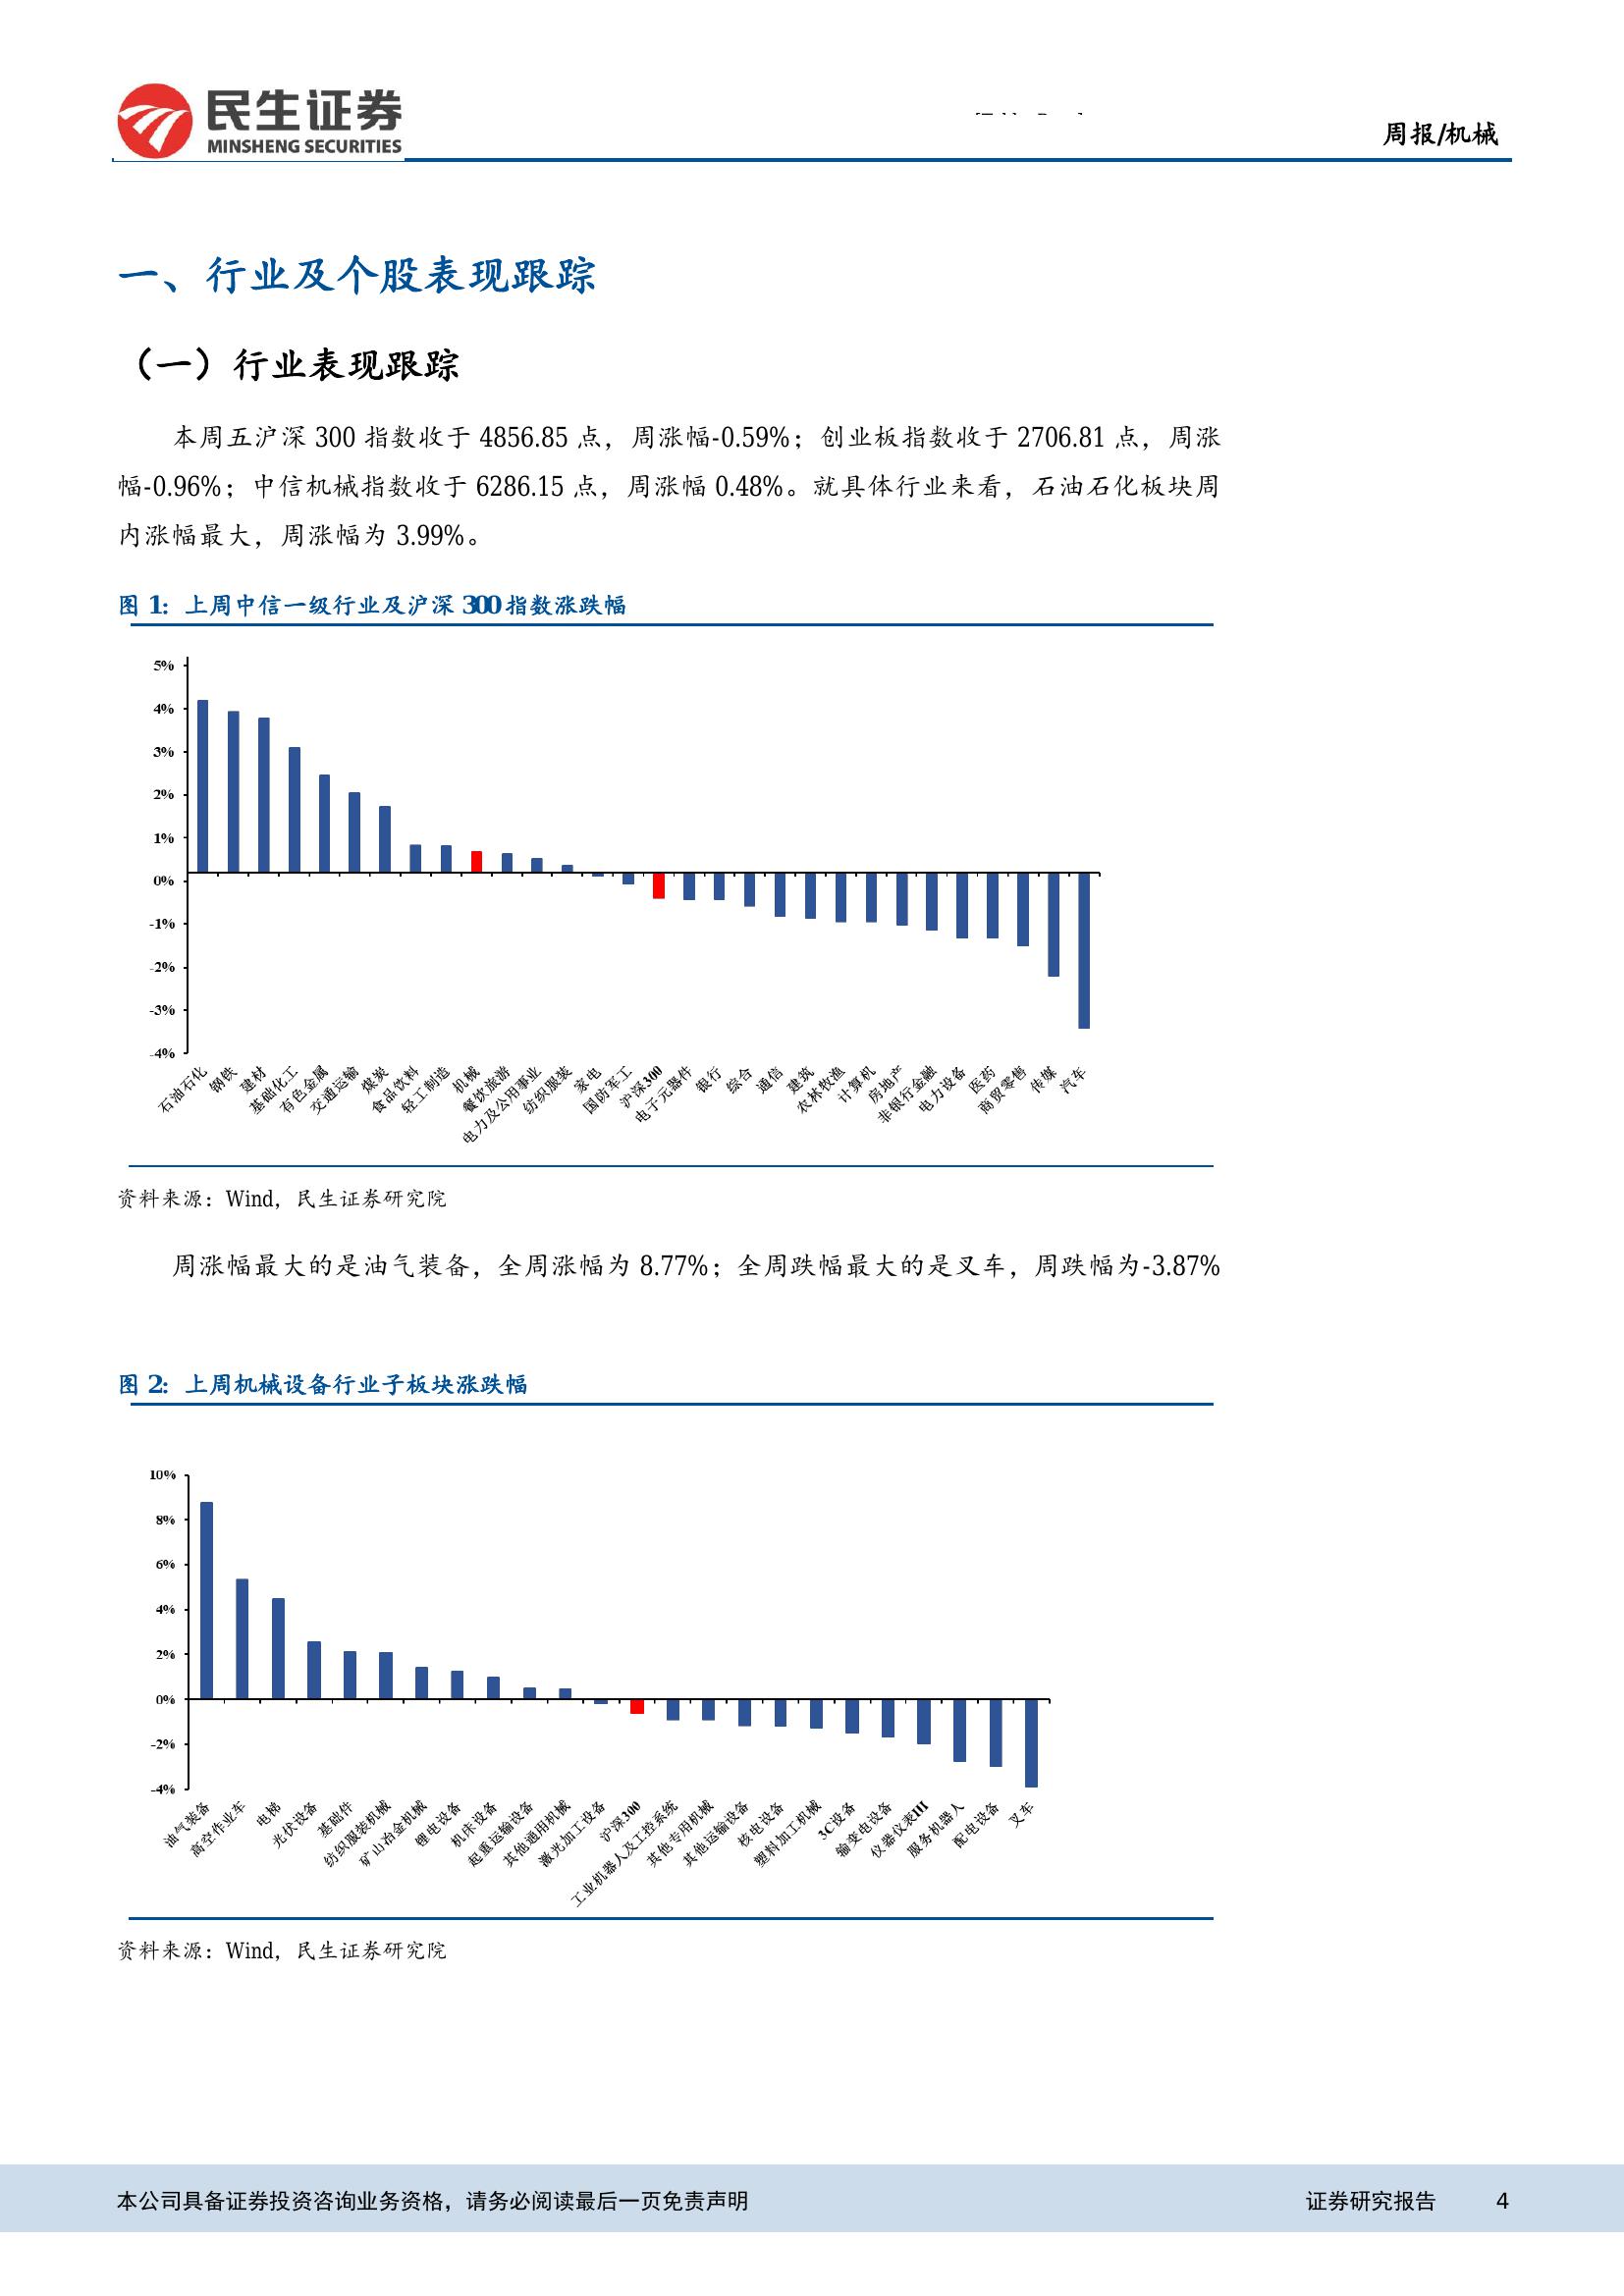 民生证券
MINSHENG SECURITIES
周报/机械
一、行业及个股表现跟踪
（一）行业表现跟踪
本周五沪深 300 指数收于 4856.85 点，周涨幅-0.59%；创业板指数收于 2706.81 点，周涨
幅-0.96%；中信机械指数收于 6286.15 点，周涨幅 0.48%。就具体行业来看，石油石化板块周
内涨幅最大，周涨幅为 3.99%。
图 1：上周中信一级行业及沪深 300 指数涨跌幅
5%
4%
3%
2%
1%
0%
-1%
-2%
-3%
-4%
石油石化
钢铁
建材
基础化工
有色金属
交通运输
煤炭
食品饮料
轻工制造
机械
餐饮旅游
电力及公用事业
纺织服装
家电
国防军工
沪深300
电子元器件
银行
综合
通信
建筑
农林牧渔
计算机
房地产
非银行金融
电力设备
医药
商贸零售
传媒
汽车
资料来源：Wind，民生证券研究院
周涨幅最大的是油气装备，全周涨幅为 8.77%；全周跌幅最大的是叉车，周跌幅为-3.87%
图 2：上周机械设备行业子板块涨跌幅
10%
8%
6%
4%
2%
0%
-2%
-4%
油气装备
高空作业车
电梯
光伏设备
基础件
纺织服装机械
矿山冶金机械
锂电设备
机床设备
起重运输设备
其他通用机械
激光加工设备
沪深300
工业机器人及工控系统
其他专用机械
其他运输设备
核电设备
塑料加工机械
3C设备
输变电设备
仪器仪表III
服务机器人
配电设备
叉车
资料来源：Wind，民生证券研究院
本公司具备证券投资咨询业务资格，请务必阅读最后一页免责声明
证券研究报告 4